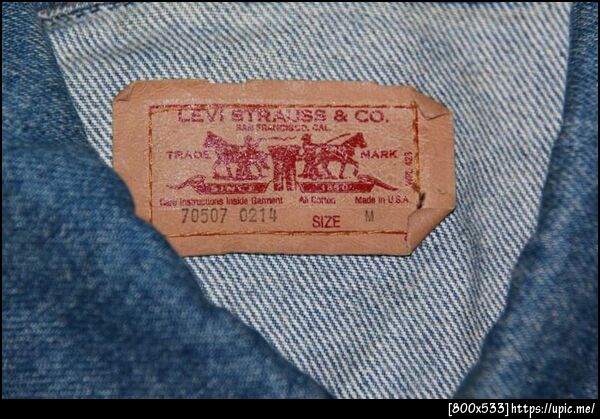 LEVI STRAUSS & CO.
SAN FRANCISCO, CAL.
TRADE MARK
SINCE 1850
Care Instructions Inside Garment All Cotton Made in U.S.A.
70507 0214 SIZE M
[800x533]https://upic.me/